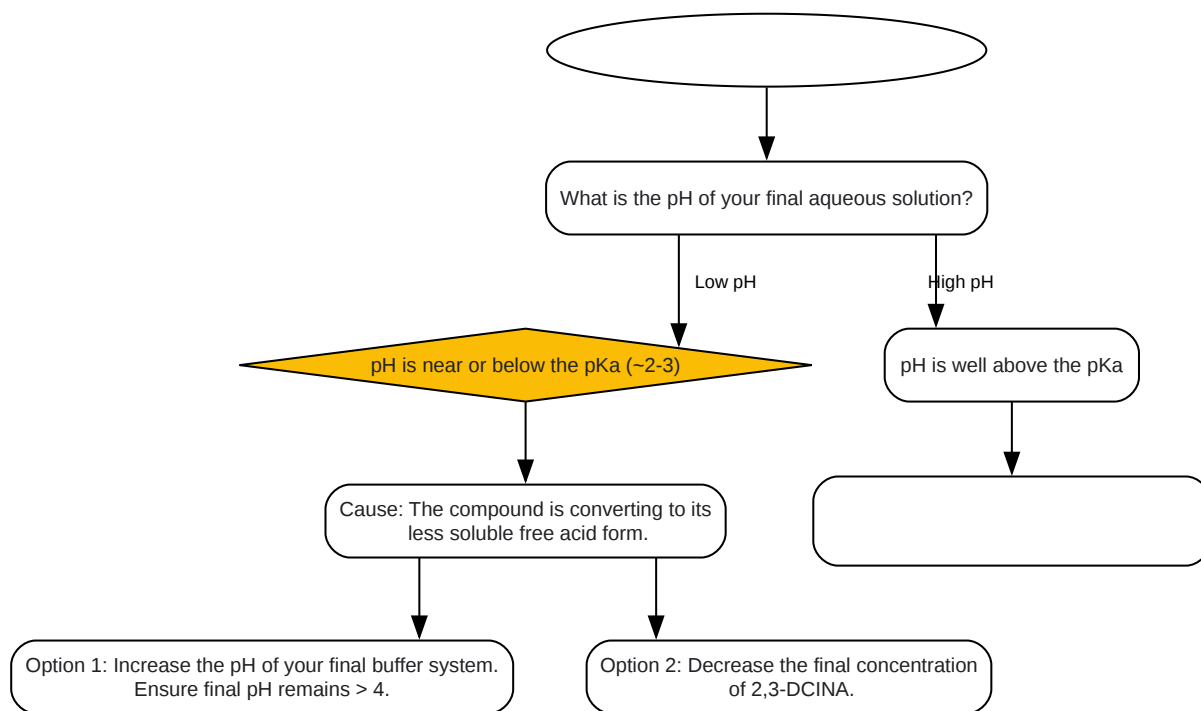 What is the pH of your final aqueous solution?
Low pH
High pH
pH is near or below the pKa (~2-3)
pH is well above the pKa
Cause: The compound is converting to its
less soluble free acid form.
Option 1: Increase the pH of your final buffer system.
Ensure final pH remains > 4.
Option 2: Decrease the final concentration
of 2,3-DCINA.